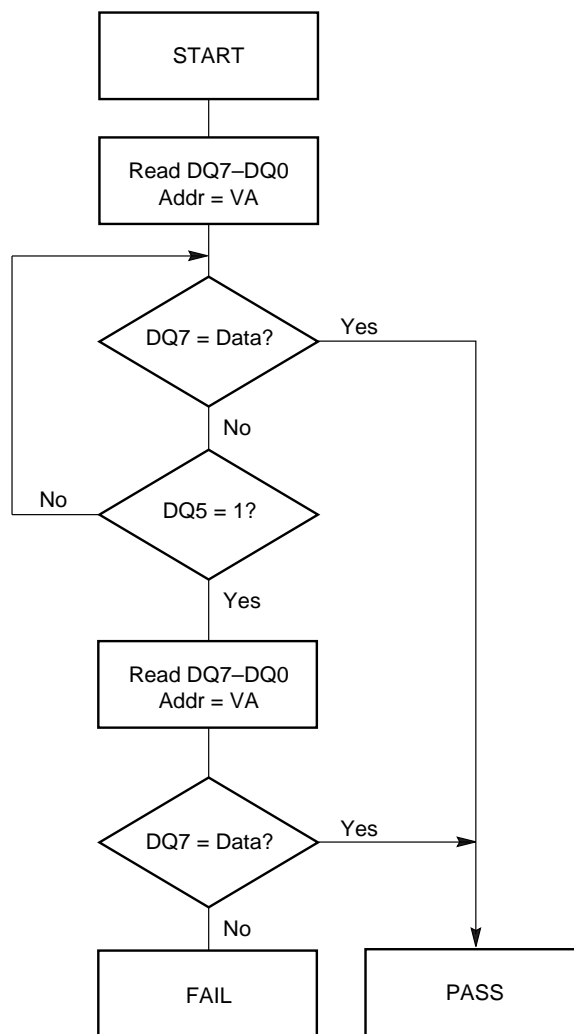 START
Read DQ7–DQ0
Addr = VA
DQ7 = Data?
Yes
No
No
DQ5 = 1?
Yes
Read DQ7–DQ0
Addr = VA
DQ7 = Data?
Yes
No
FAIL
PASS